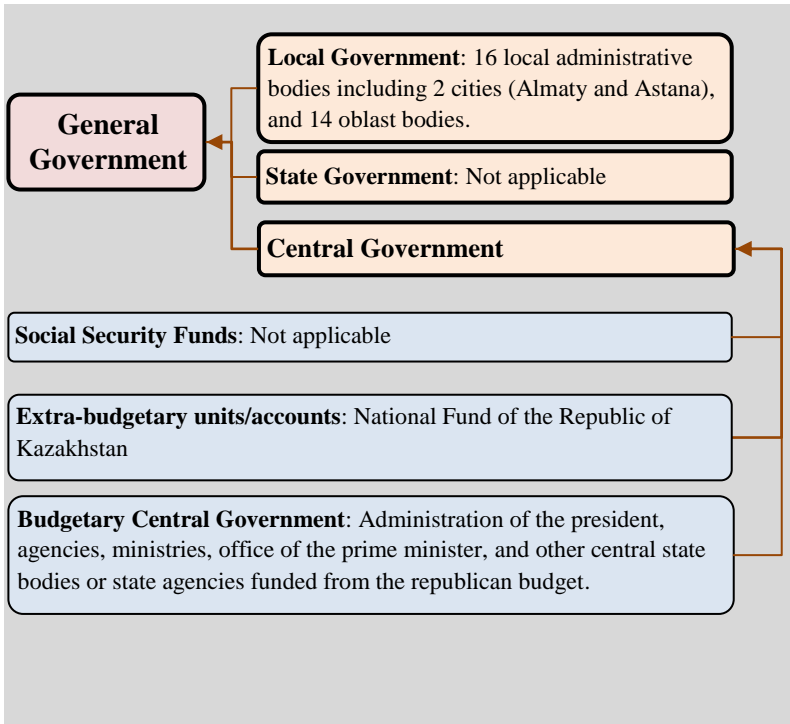 Local Government: 16 local administrative
bodies including 2 cities (Almaty and Astana),
and 14 oblast bodies.
General
Government
State Government: Not applicable
Central Government
Social Security Funds: Not applicable
Extra-budgetary units/accounts: National Fund of the Republic of
Kazakhstan
Budgetary Central Government: Administration of the president,
agencies, ministries, office of the prime minister, and other central state
bodies or state agencies funded from the republican budget.